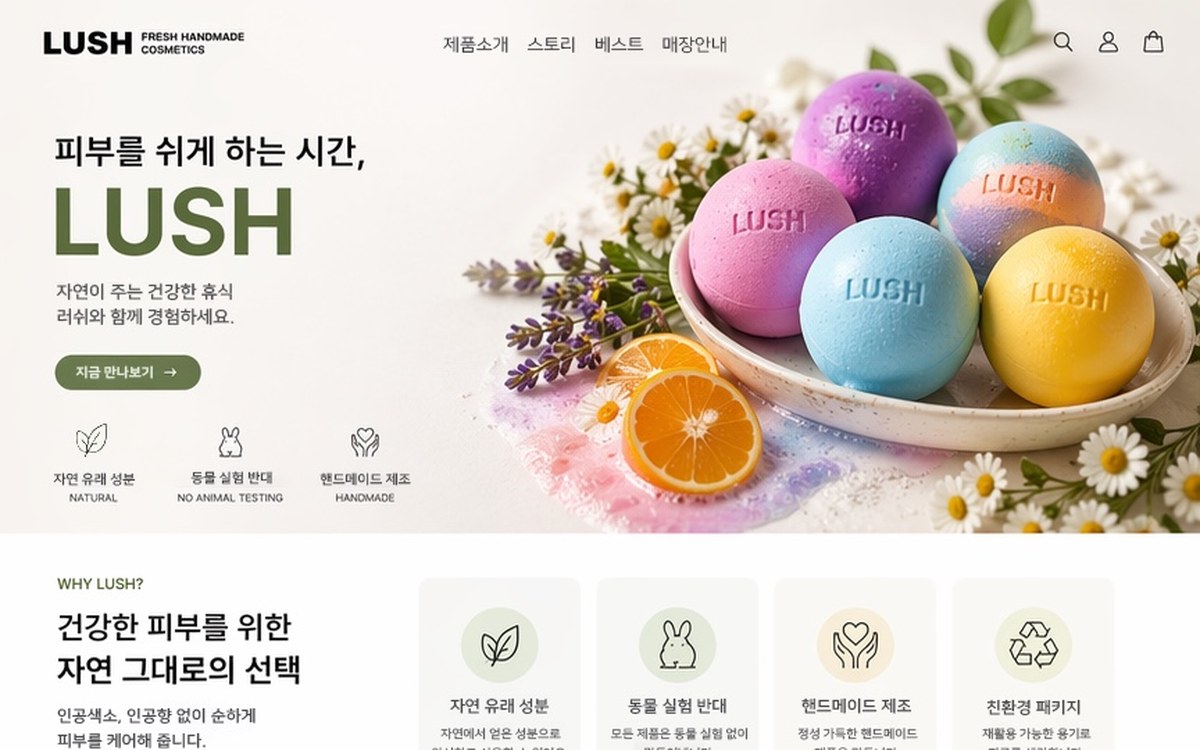 LUSH FRESH HANDMADE
COSMETICS
제품소개 스토리 베스트 매장안내
피부를 쉬게 하는 시간,
LUSH
자연이 주는 건강한 휴식
러쉬와 함께 경험하세요.
지금 만나보기 →
자연 유래 성분
NATURAL
동물 실험 반대
NO ANIMAL TESTING
핸드메이드 제조
HANDMADE
LUSH
LUSH
LUSH
LUSH
LUSH
WHY LUSH?
건강한 피부를 위한
자연 그대로의 선택
인공색소, 인공향 없이 순하게
피부를 케어해 줍니다.
자연 유래 성분
자연에서 얻은 성분으로
동물 실험 반대
모든 제품은 동물 실험 없이
핸드메이드 제조
정성 가득한 핸드메이드
친환경 패키지
재활용 가능한 용기로